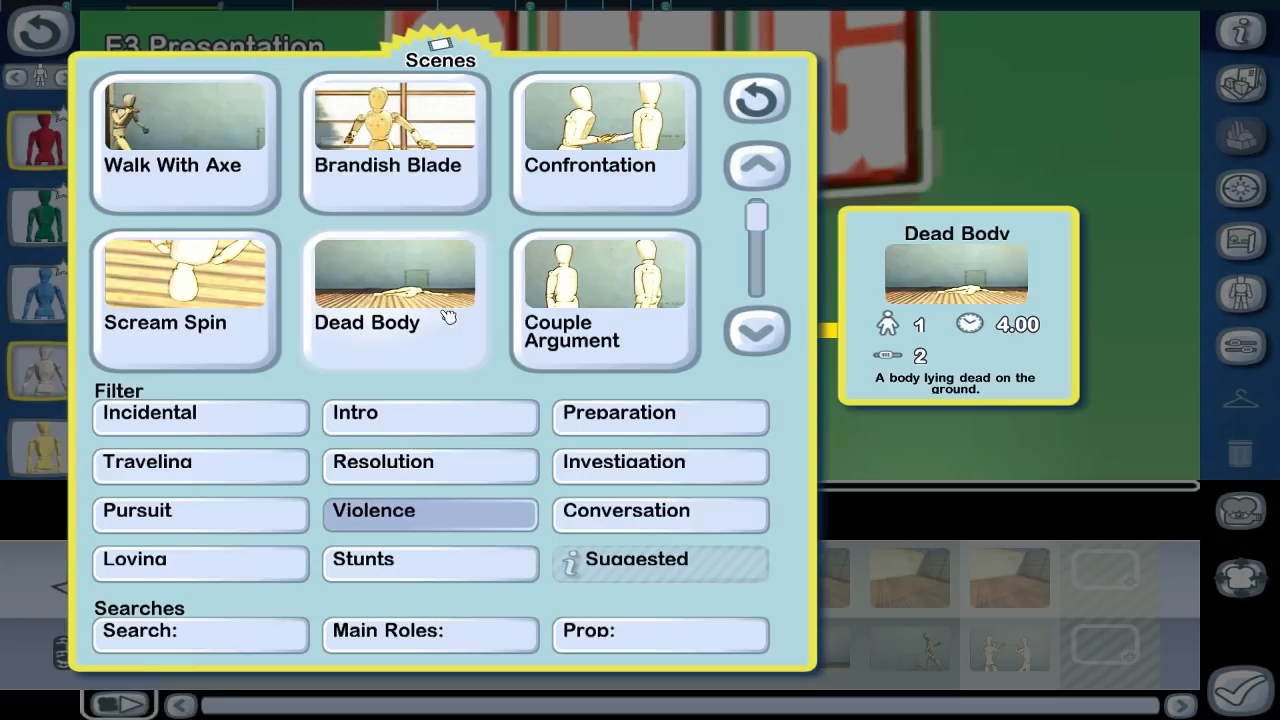 E3 Presentation
Scenes
Walk With Axe
Brandish Blade
Confrontation
Scream Spin
Dead Body
Couple
Argument
Dead Body
1
4.00
2
A body lying dead on the
ground.
Filter
Incidental
Intro
Preparation
Traveling
Resolution
Investigation
Pursuit
Violence
Conversation
Loving
Stunts
Suggested
Searches
Search:
Main Roles:
Prop: